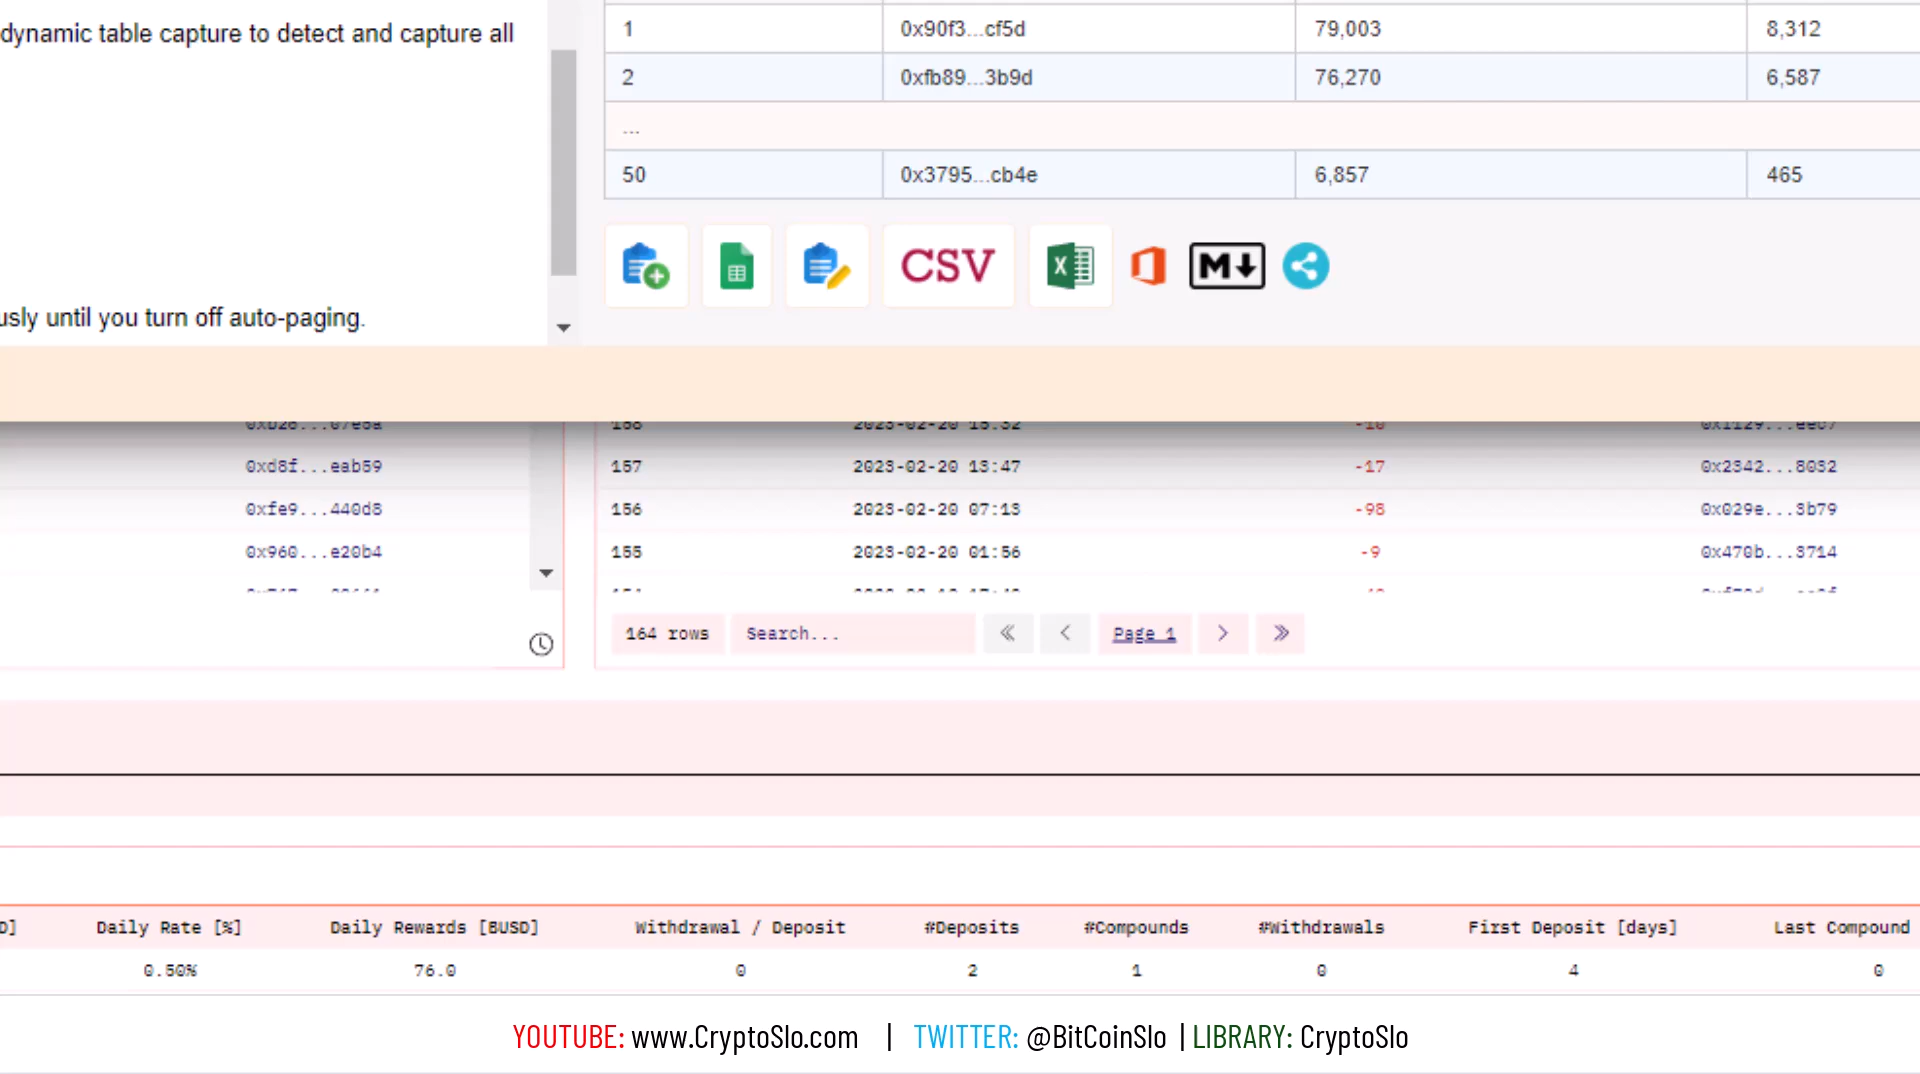 dynamic table capture to detect and capture all
usly until you turn off auto-paging.
1 0x90f3...cf5d 79,003 8,312
2 0xfb89...3b9d 76,270 6,587
...
50 0x3795...cb4e 6,857 465
CSV
X
M
0xd8f...eab59
0xfe9...440d8
0x960...e20b4
157 2023-02-20 13:47 -17 0x2342...8032
156 2023-02-20 07:13 -98 0x029e...3b79
155 2023-02-20 01:56 -9 0x470b...3714
164 rows Search... Page 1
D] Daily Rate [%] Daily Rewards [BUSD] Withdrawal / Deposit #Deposits #Compounds #Withdrawals First Deposit [days] Last Compound
0.50% 76.0 0 2 1 0 4 0
YOUTUBE: www.CryptoSlo.com | TWITTER: @BitCoinSlo | LIBRARY: CryptoSlo